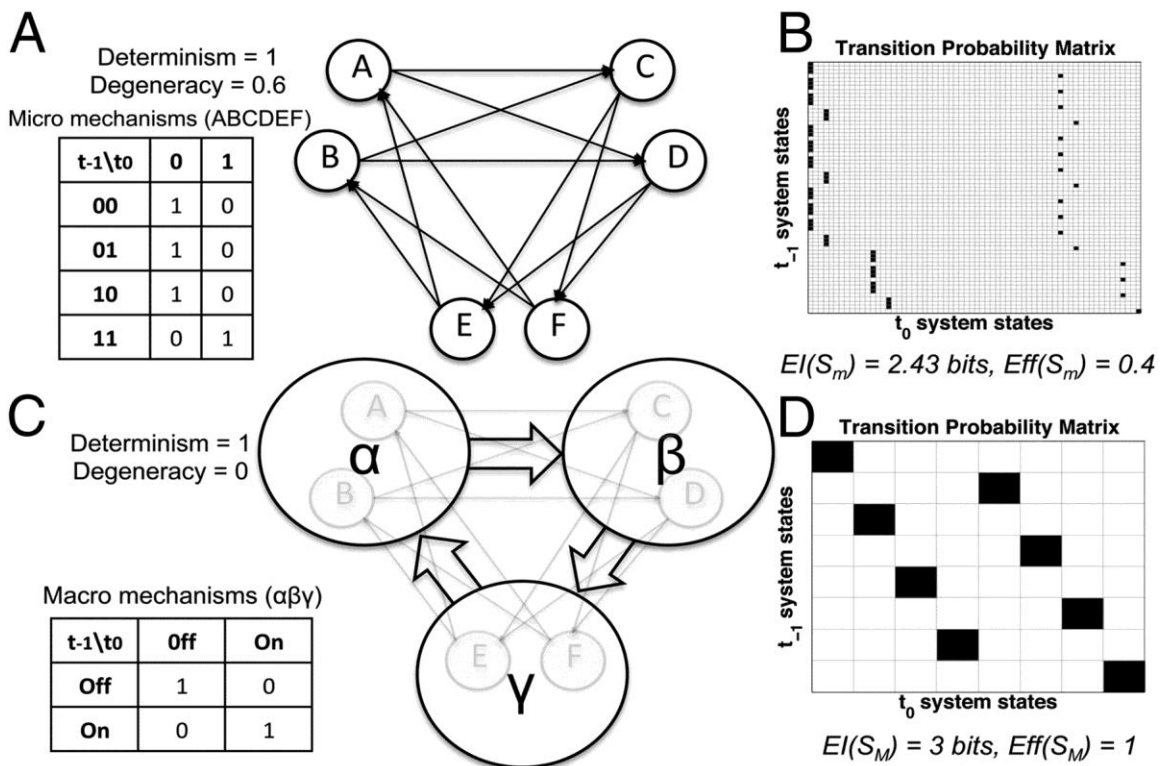 A
Determinism = 1
Degeneracy = 0.6
Micro mechanisms (ABCDEF)
t-1\t0 0 1
00 1 0
01 1 0
10 1 0
11 0 1
A
C
B
D
E
F
B
Transition Probability Matrix
t-1 system states
t0 system states
EI(Sm) = 2.43 bits, Eff(Sm) = 0.4
C
Determinism = 1
Degeneracy = 0
A
C
α
β
B
D
E
F
γ
Macro mechanisms (αβγ)
t-1\t0 Off On
Off 1 0
On 0 1
D
Transition Probability Matrix
t-1 system states
t0 system states
EI(SM) = 3 bits, Eff(SM) = 1